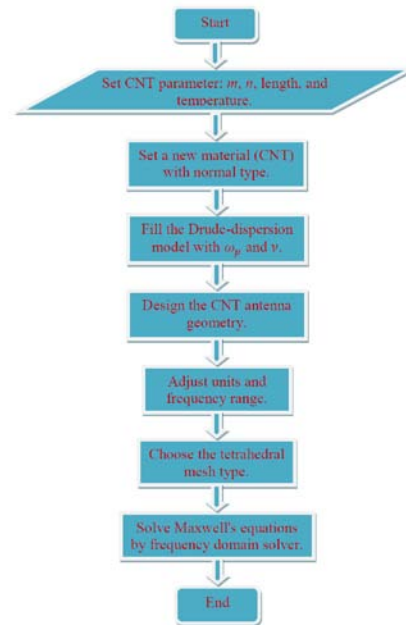 Start
Set CNT parameter: m, n, length, and
temperature.
Set a new material (CNT)
with normal type.
Fill the Drude-dispersion
model with ωp and ν.
Design the CNT antenna
geometry.
Adjust units and
frequency range.
Choose the tetrahedral
mesh type.
Solve Maxwell's equations
by frequency domain solver.
End